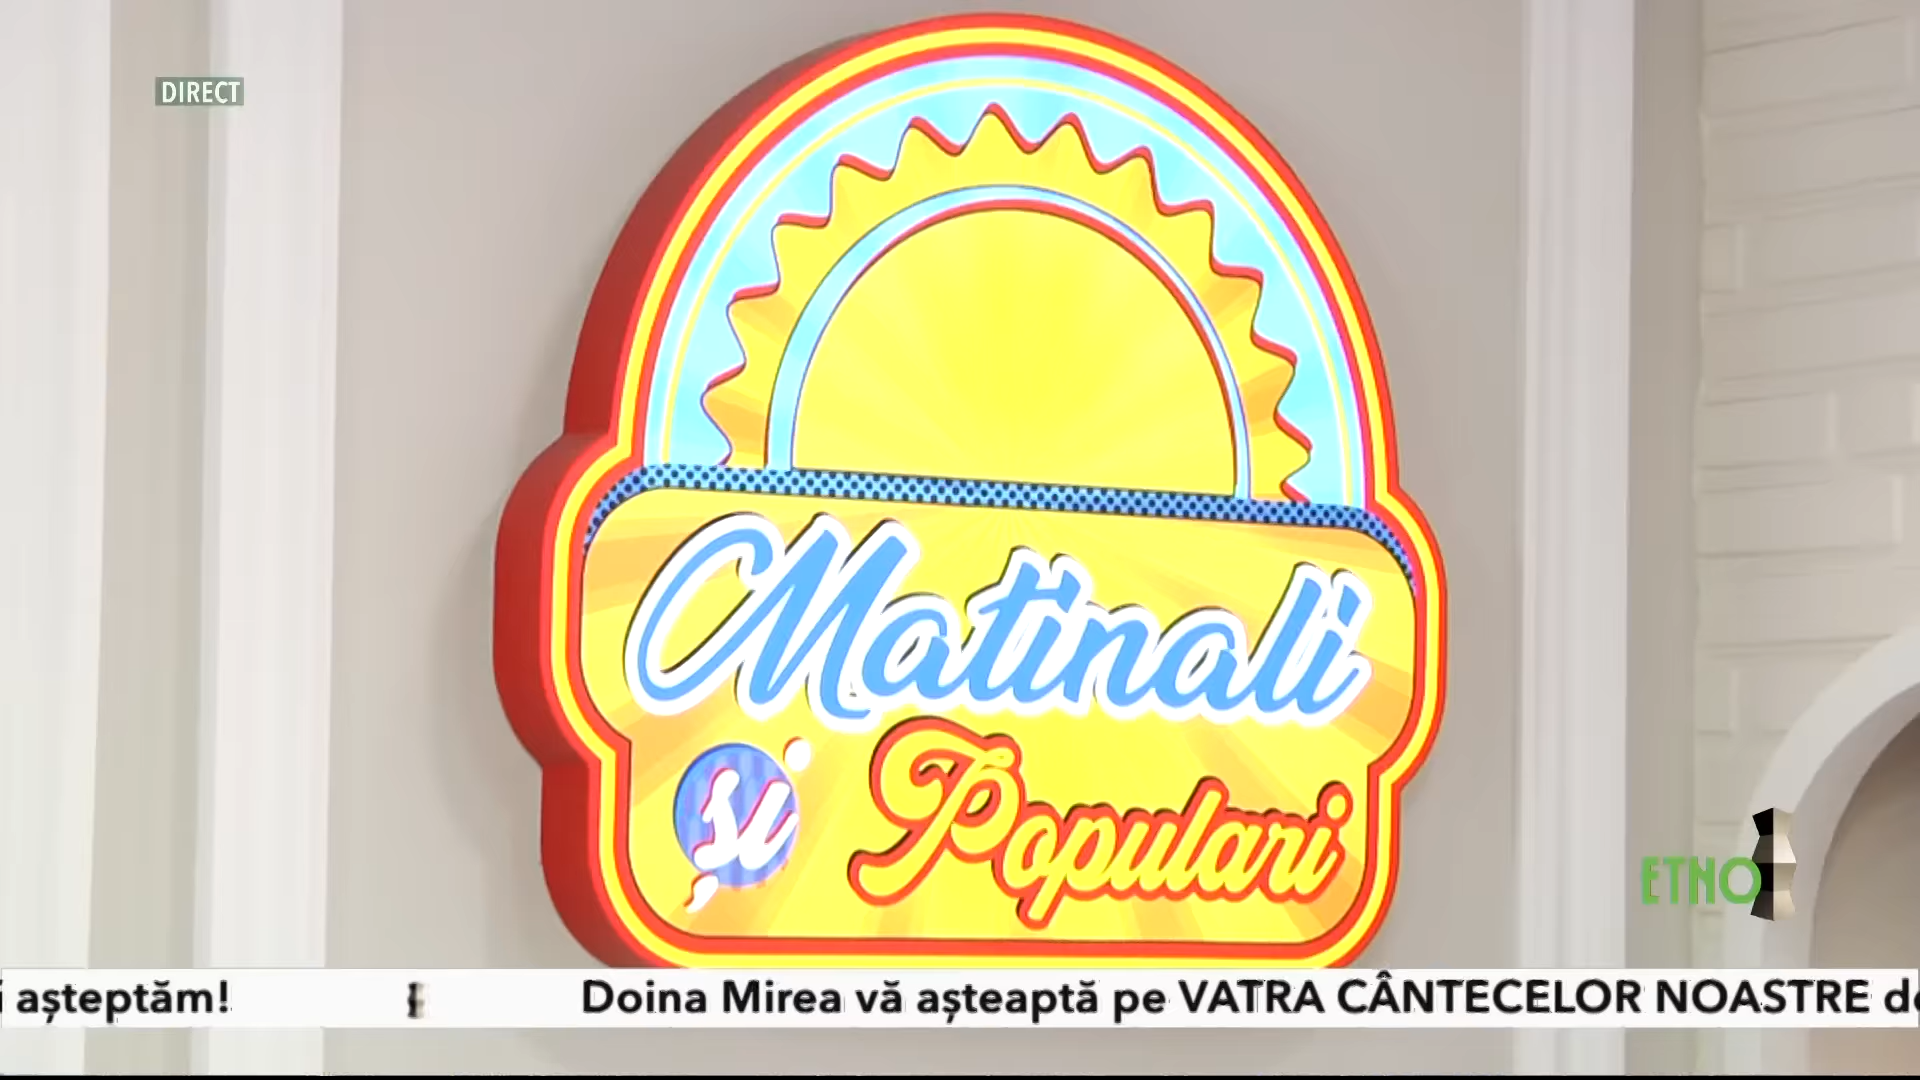 DIRECT
Matinali
și Populari
ETNO
așteptăm!
Doina Mirea vă așteaptă pe VATRA CÂNTECELOR NOASTRE